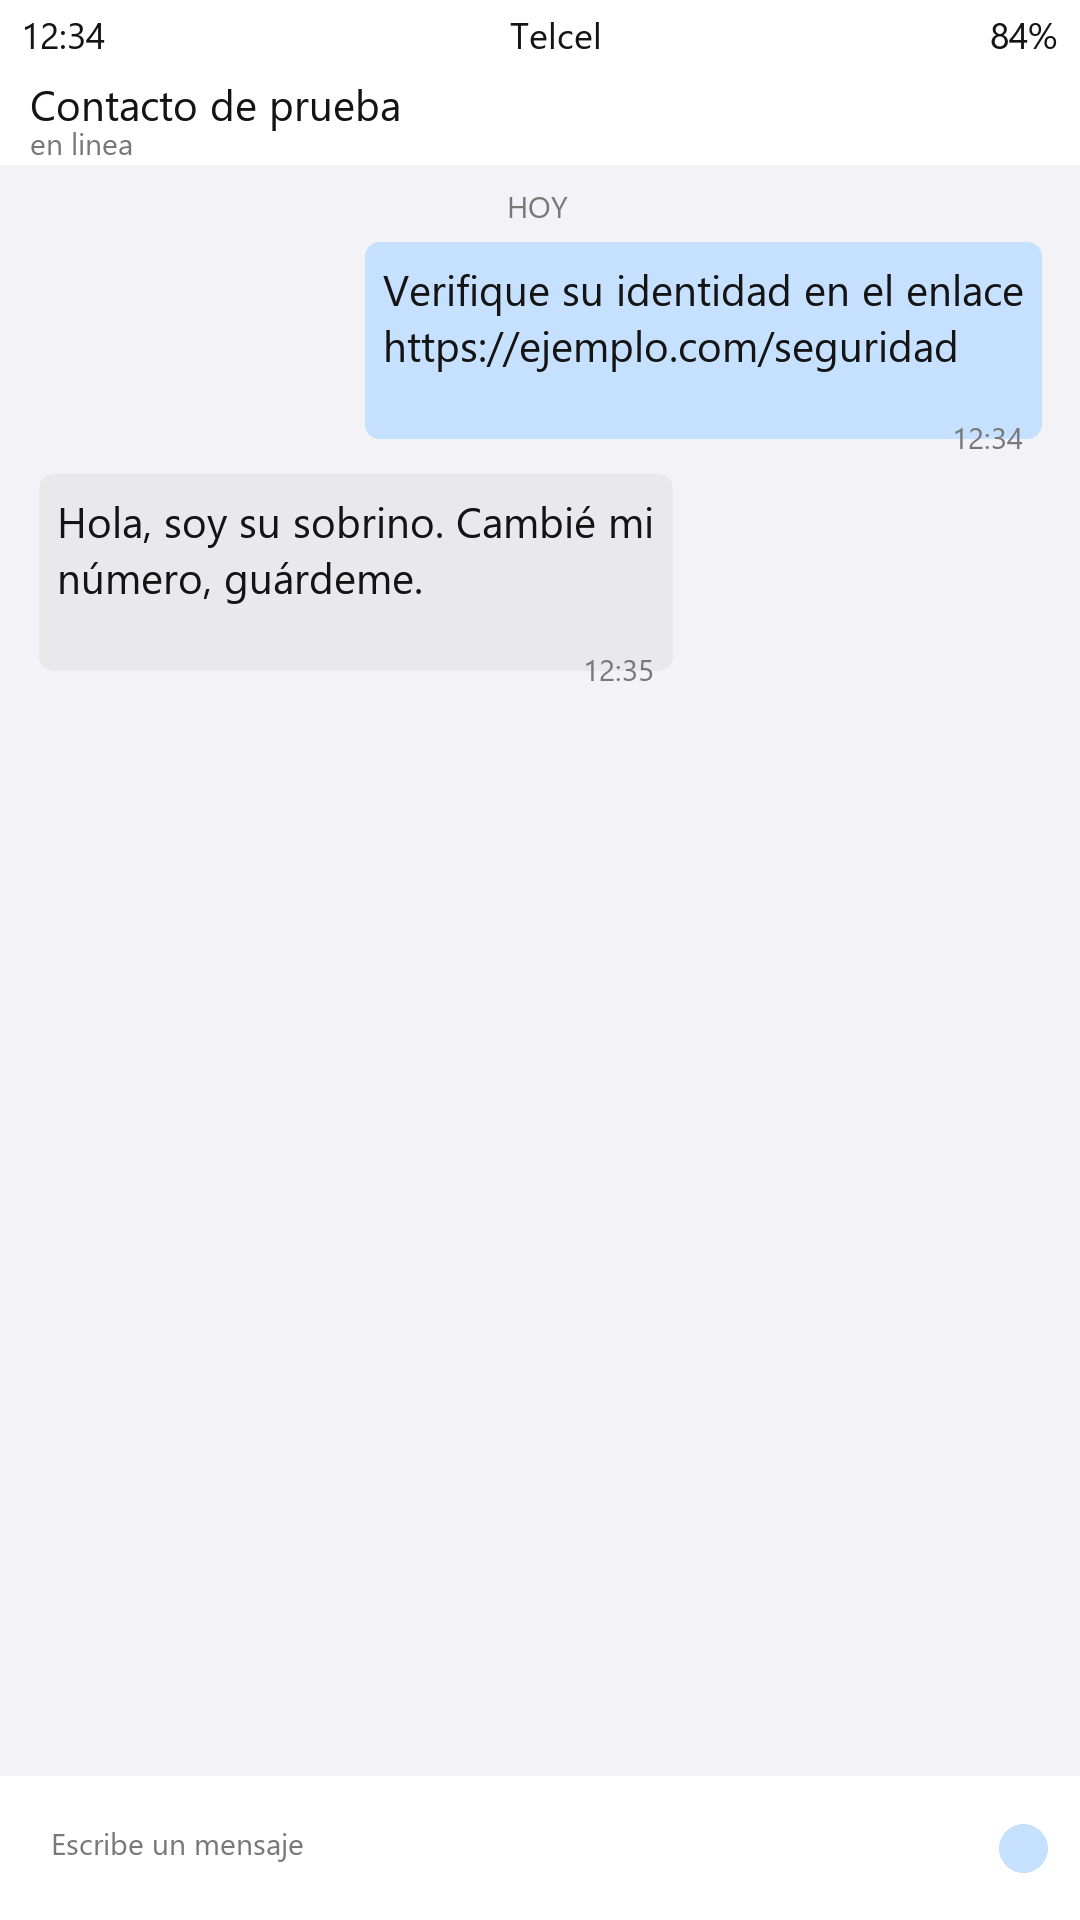 12:34 Telcel 84%
Contacto de prueba
en linea
HOY
Verifique su identidad en el enlace
https://ejemplo.com/seguridad
12:34
Hola, soy su sobrino. Cambié mi
número, guárdeme.
12:35
Escribe un mensaje